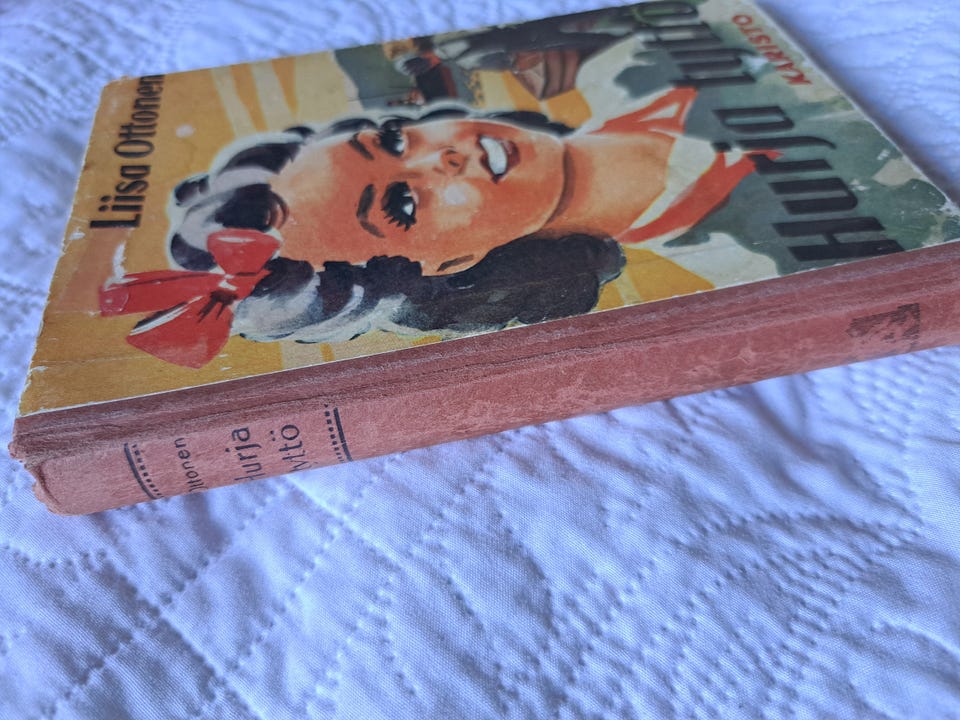 Liisa Ottonen
Hurja tyttö
KARISTO
Ottonen
Hurja
tyttö